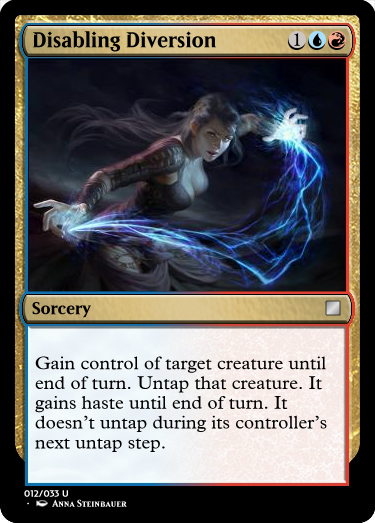 Disabling Diversion 1
Sorcery
Gain control of target creature until
end of turn. Untap that creature. It
gains haste until end of turn. It
doesn't untap during its controller's
next untap step.
012/033 U
· Anna Steinbauer